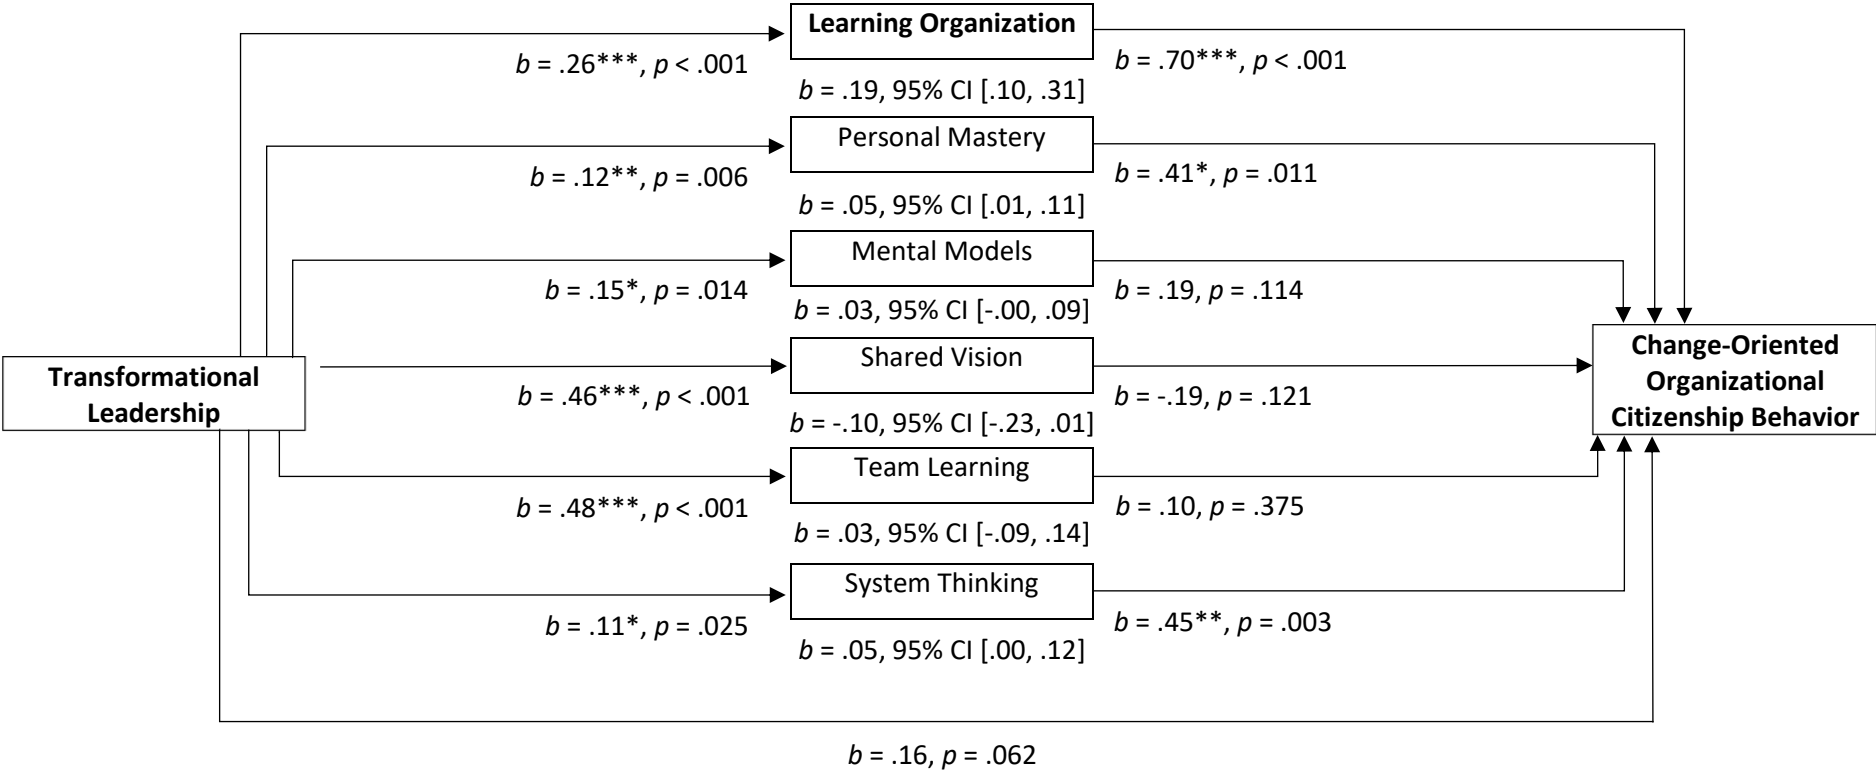 Learning Organization
b = .26***, p < .001
b = .70***, p < .001
b = .19, 95% CI [.10, .31]
Personal Mastery
b = .12**, p = .006
b = .41*, p = .011
b = .05, 95% CI [.01, .11]
Mental Models
b = .15*, p = .014
b = .19, p = .114
b = .03, 95% CI [-.00, .09]
Transformational
Leadership
Shared Vision
b = .46***, p < .001
b = -.19, p = .121
b = -.10, 95% CI [-.23, .01]
Change-Oriented
Organizational
Citizenship Behavior
Team Learning
b = .48***, p < .001
b = .10, p = .375
b = .03, 95% CI [-.09, .14]
System Thinking
b = .11*, p = .025
b = .45**, p = .003
b = .05, 95% CI [.00, .12]
b = .16, p = .062